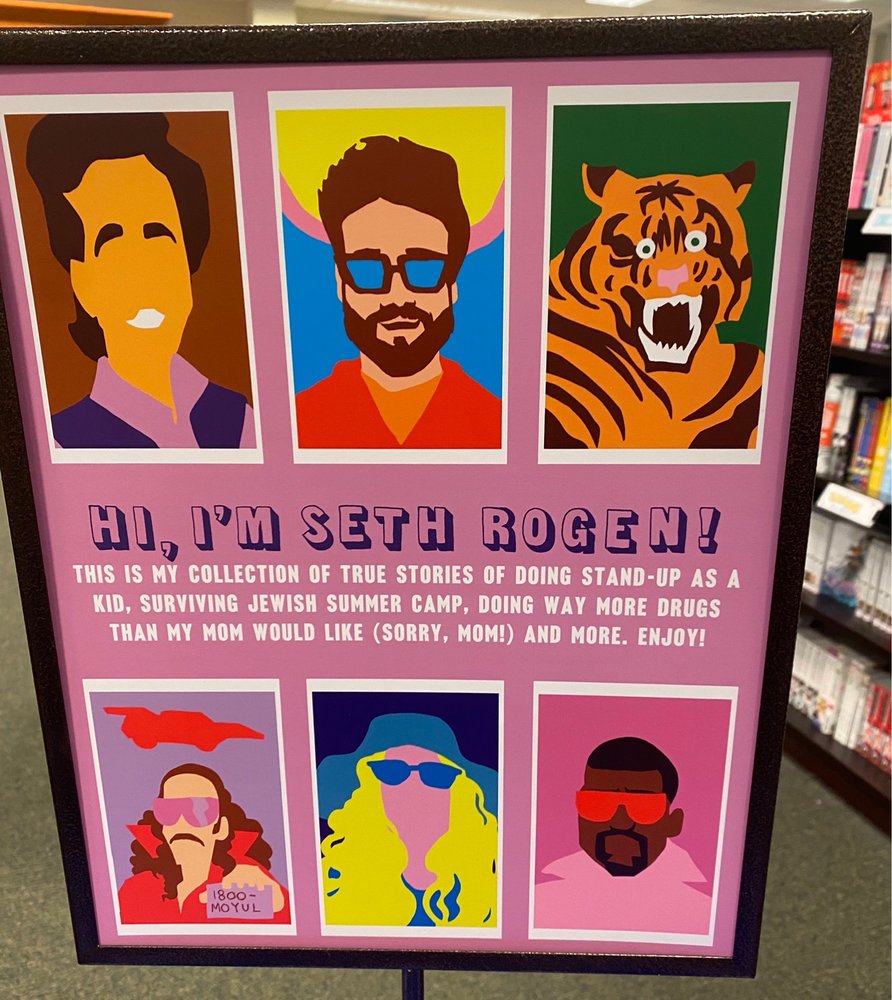 HI, I'M SETH ROGEN!
THIS IS MY COLLECTION OF TRUE STORIES OF DOING STAND-UP AS A
KID, SURVIVING JEWISH SUMMER CAMP, DOING WAY MORE DRUGS
THAN MY MOM WOULD LIKE (SORRY, MOM!) AND MORE. ENJOY!
1800-
MOYUL